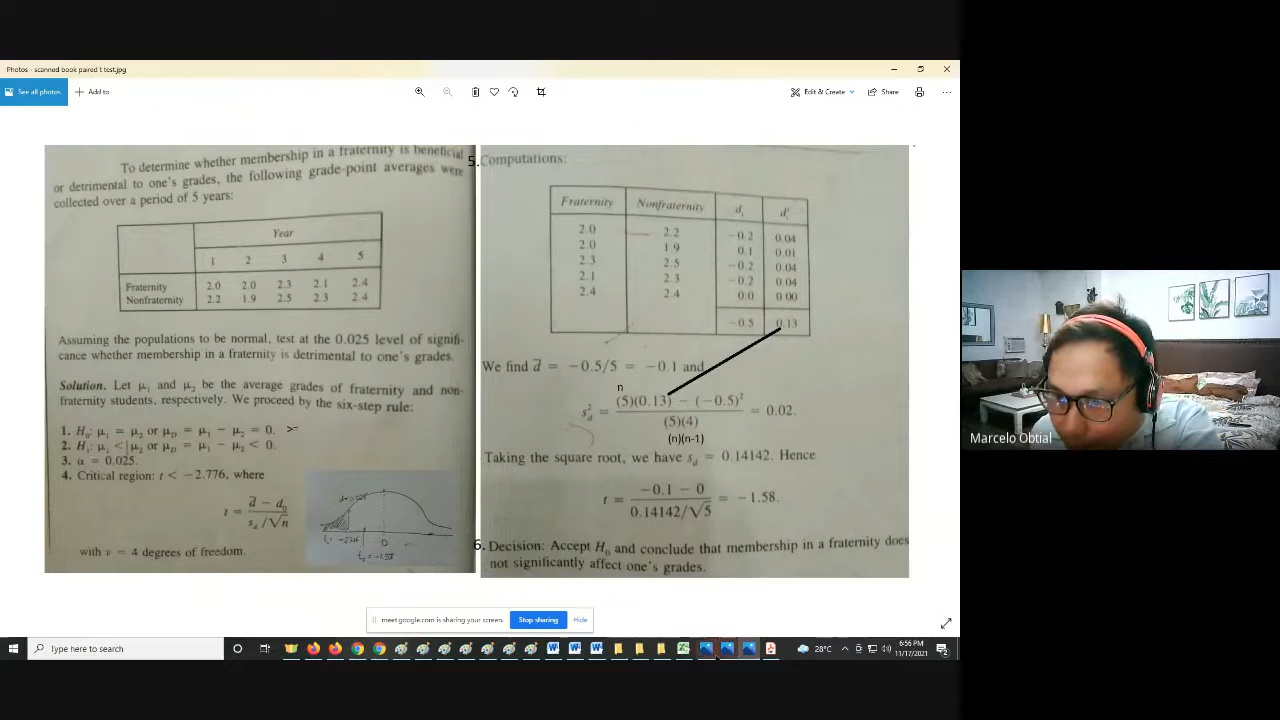 Photos - scanned book paired t test.jpg
See all photos
Add to
Edit & Create
Share
To determine whether membership in a fraternity is beneficial
or detrimental to one's grades, the following grade-point averages were
collected over a period of 5 years:
Year
1 2 3 4 5
Fraternity 2.0 2.0 2.3 2.1 2.4
Nonfraternity 2.2 1.9 2.5 2.3 2.4
Assuming the populations to be normal, test at the 0.025 level of signifi-
cance whether membership in a fraternity is detrimental to one's grades.
Solution. Let μ₁ and μ₂ be the average grades of fraternity and non-
fraternity students, respectively. We proceed by the six-step rule:
1. H₀: μ₁ = μ₂ or μ_D = μ₁ − μ₂ = 0. >=
2. H₁: μ₁ < μ₂ or μ_D = μ₁ − μ₂ < 0.
3. α = 0.025.
4. Critical region: t < −2.776, where
t = (d̄ − d₀) / (s_d/√n)
with ν = 4 degrees of freedom.
0
5. Computations:
Fraternity Nonfraternity dᵢ dᵢ²
2.0 2.2 −0.2 0.04
2.0 1.9 0.1 0.01
2.3 2.5 −0.2 0.04
2.1 2.3 −0.2 0.04
2.4 2.4 0.0 0.00
−0.5 0.13
We find d̄ = −0.5/5 = −0.1 and
n
s_d² = ((5)(0.13) − (−0.5)²) / ((5)(4)) = 0.02.
(n)(n-1)
Taking the square root, we have s_d = 0.14142. Hence
t = (−0.1 − 0) / (0.14142/√5) = −1.58.
6. Decision: Accept H₀ and conclude that membership in a fraternity does
not significantly affect one's grades.
Marcelo Obtial
meet.google.com is sharing your screen.
Stop sharing
Hide
Type here to search
28°C
6:56 PM
11/17/2021
2